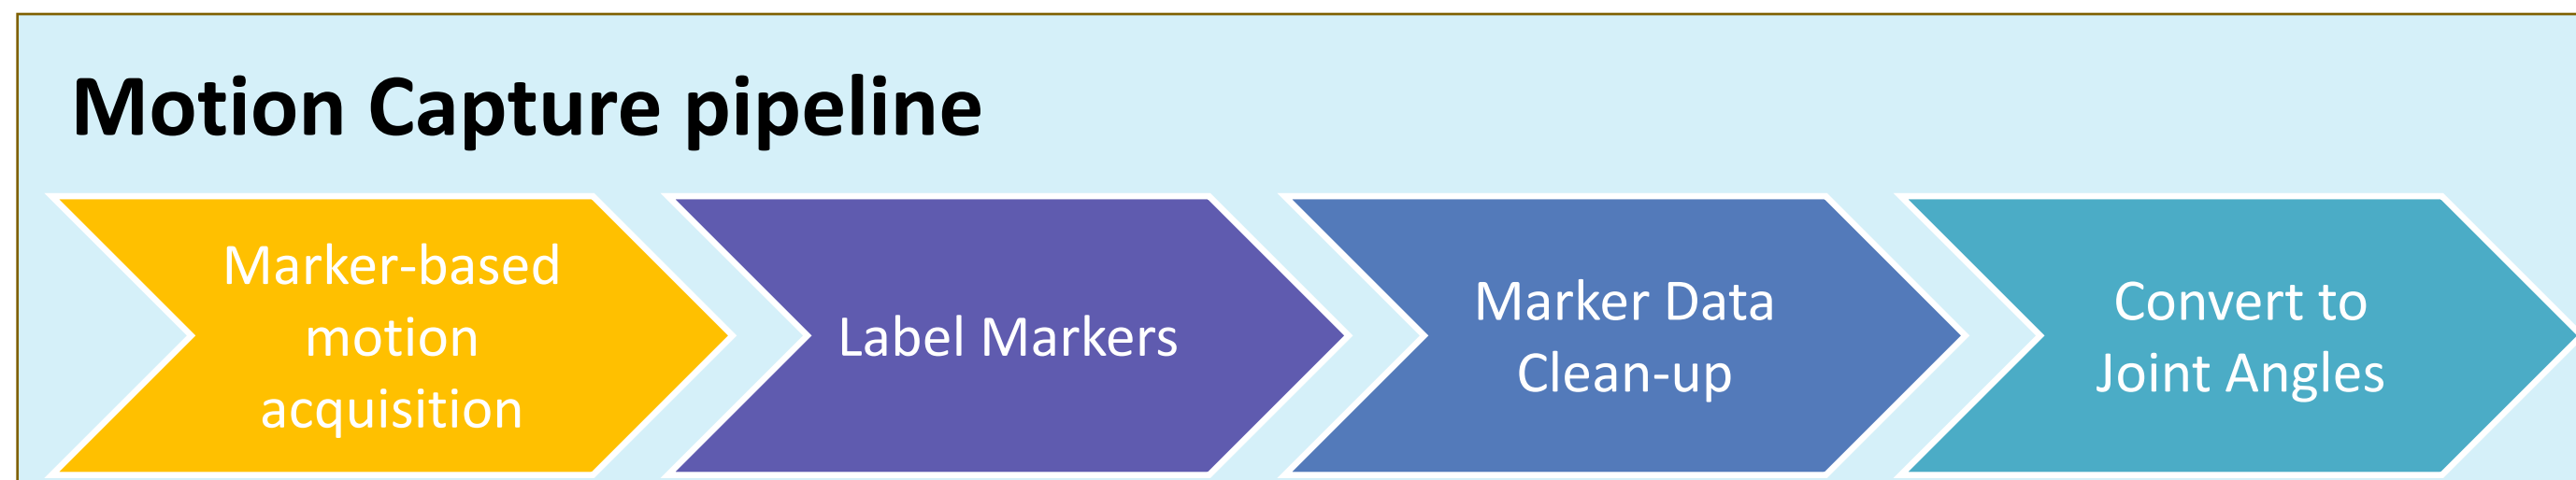 Motion Capture pipeline
Marker-based
motion
acquisition
Label Markers
Marker Data
Clean-up
Convert to
Joint Angles